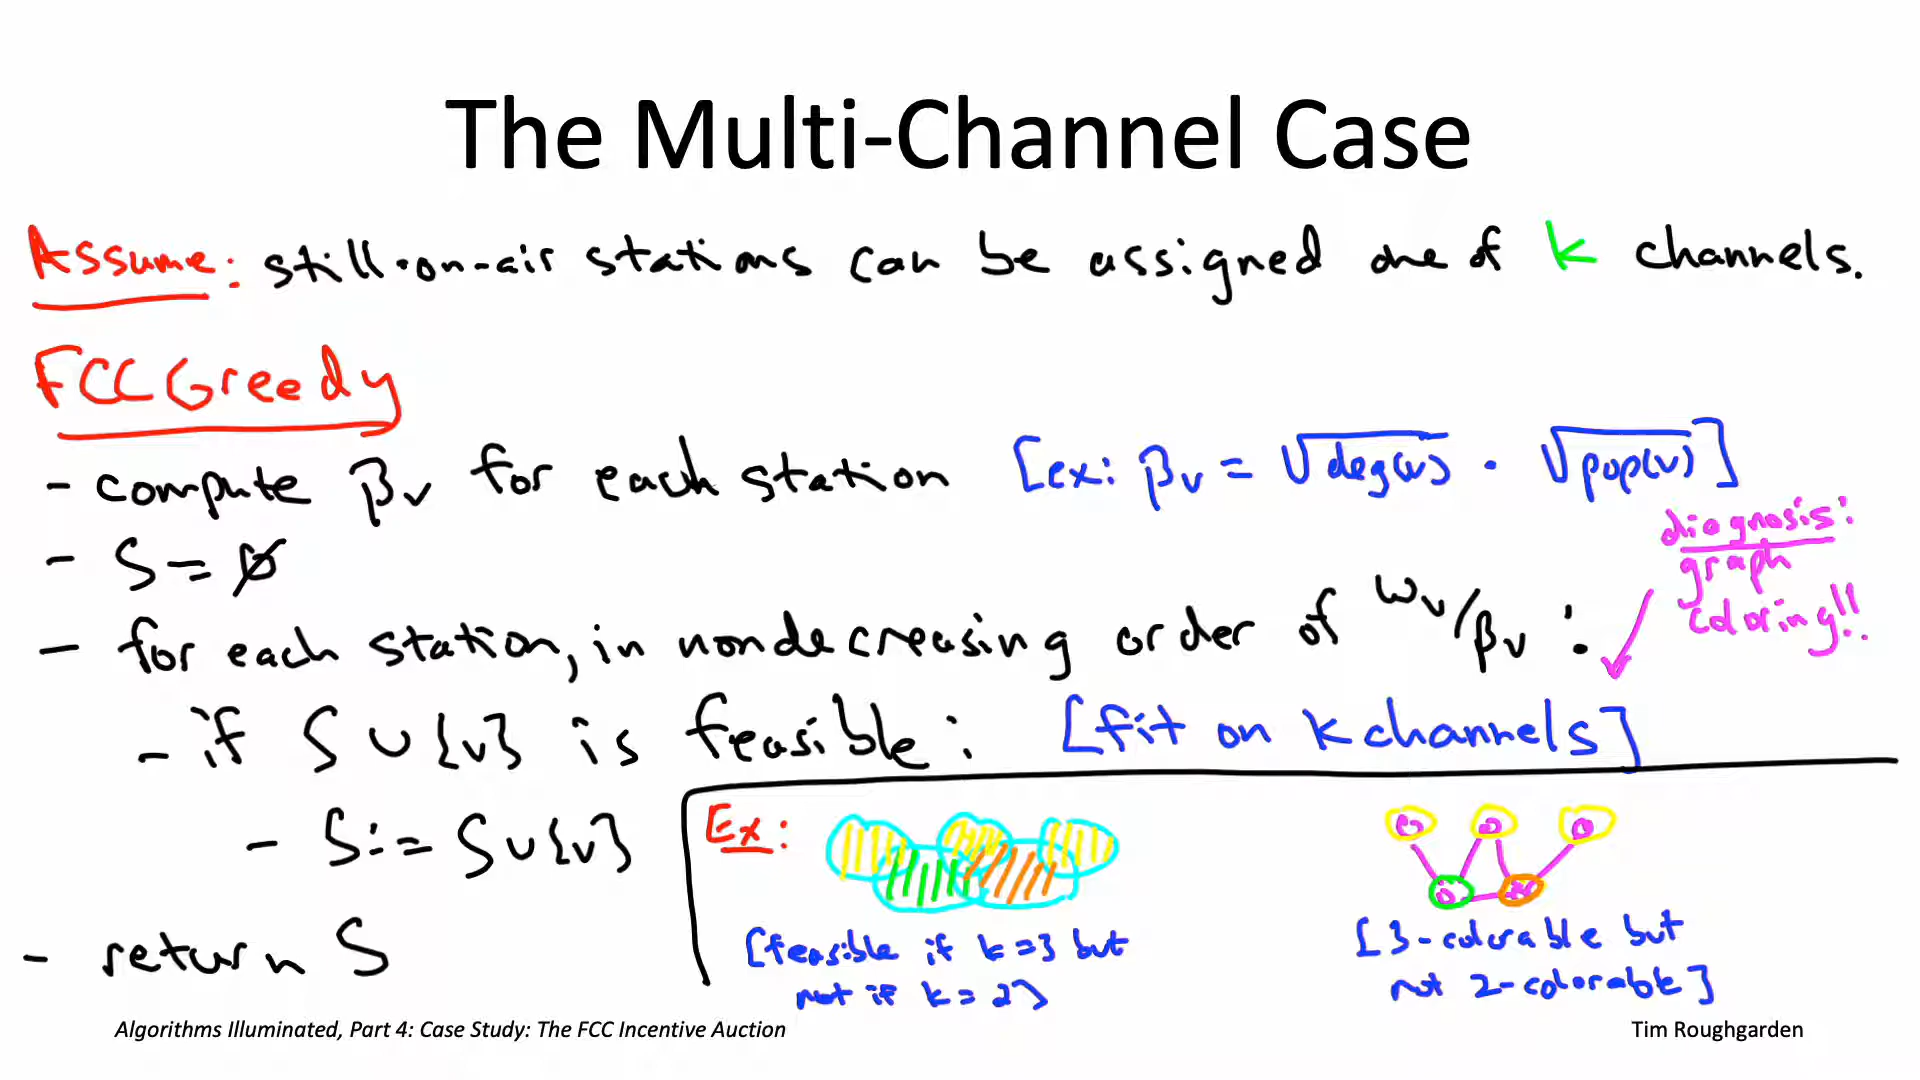 The Multi-Channel Case
Assume: still-on-air stations can be assigned one of k channels.
FCCGreedy
- compute βv for each station [ex: βv = √deg(v) · √pop(v)]
- S = ∅
diagnosis:
graph
coloring!!
- for each station, in nondecreasing order of wv/βv :
- if S ∪ {v} is feasible: [fit on k channels]
- S := S ∪ {v}
- return S
Ex:
[feasible if k = 3 but
not if k = 2]
[3-colorable but
not 2-colorable]
Algorithms Illuminated, Part 4: Case Study: The FCC Incentive Auction
Tim Roughgarden